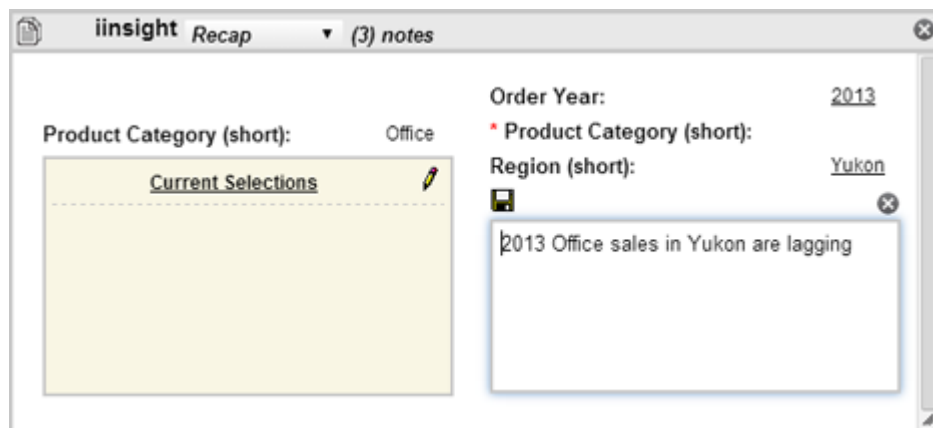 iinsight Recap (3) notes
Product Category (short): Office
Current Selections
Order Year: 2013
* Product Category (short):
Region (short): Yukon
2013 Office sales in Yukon are lagging